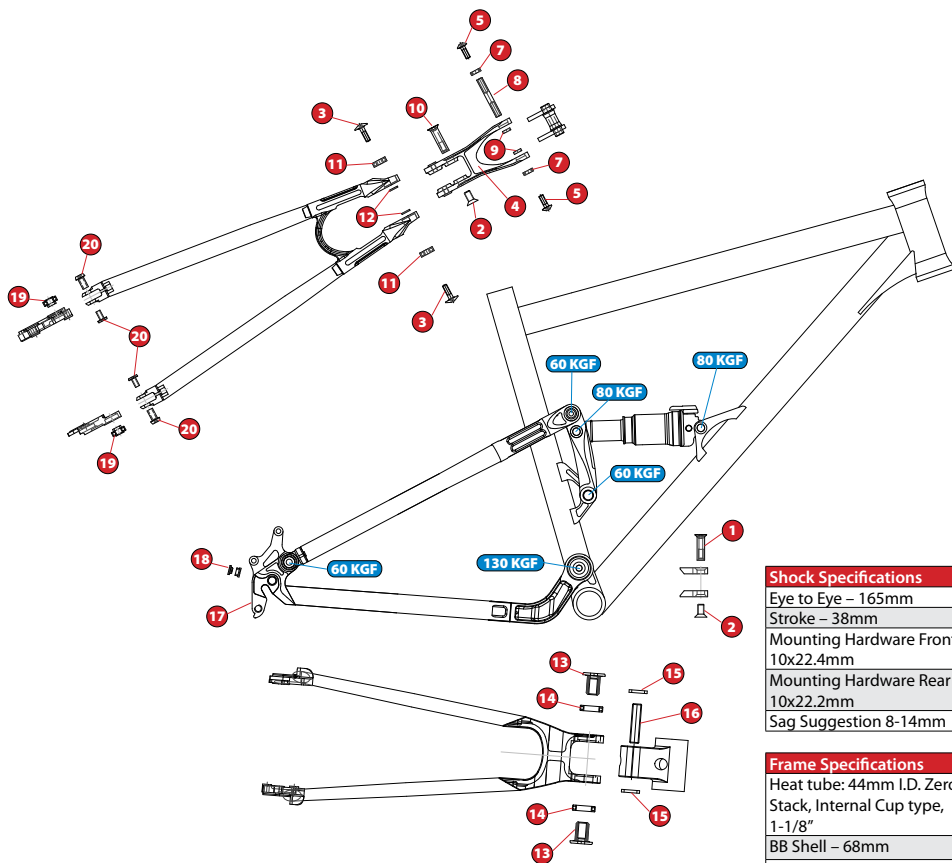 5
7
8
3
10
11
9
7
12
4
2
5
20
11
19
3
20
60 KGF
80 KGF
80 KGF
20
19
60 KGF
1
18
60 KGF
130 KGF
17
2
13
15
14
16
14
15
13
Shock Specifications
Eye to Eye – 165mm
Stroke – 38mm
Mounting Hardware Front
10x22.4mm
Mounting Hardware Rear
10x22.2mm
Sag Suggestion 8-14mm
Frame Specifications
Heat tube: 44mm I.D. Zero
Stack, Internal Cup type,
1-1/8”
BB Shell – 68mm